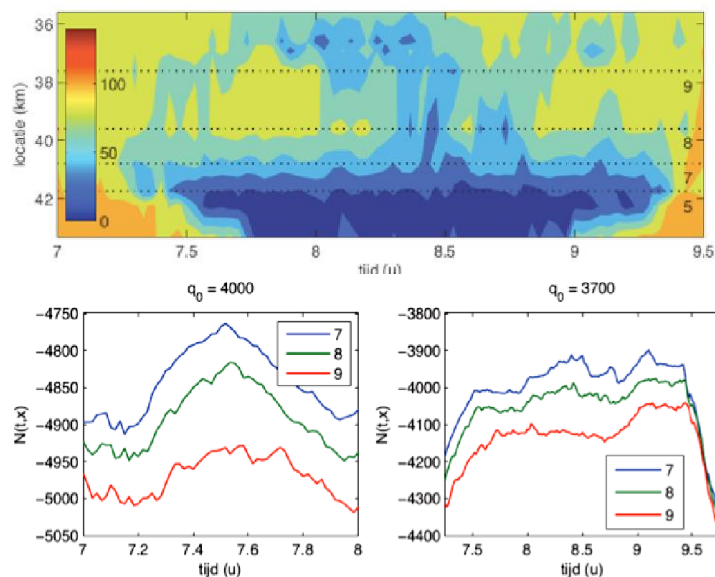 36
38
40
42
locatie (km)
100
50
0
9
8
7
5
7 7.5 8 8.5 9 9.5
tijd (u)
q0 = 4000
−4750
−4800
−4850
−4900
−4950
−5000
−5050
N(t,x)
7
8
9
7 7.2 7.4 7.6 7.8 8
tijd (u)
q0 = 3700
−3800
−3900
−4000
−4100
−4200
−4300
−4400
N(t,x)
7
8
9
7.5 8 8.5 9 9.5
tijd (u)